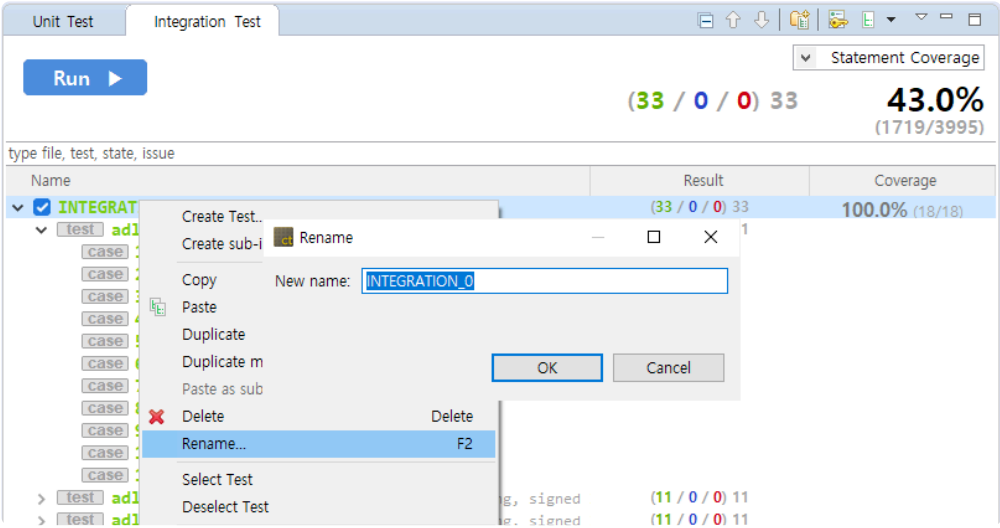 Unit Test
Integration Test
Run
Statement Coverage
(33 / 0 / 0) 33
43.0%
(1719/3995)
type file, test, state, issue
Name Result Coverage
INTEGRAT
(33 / 0 / 0) 33
100.0% (18/18)
test
case
case
case
case
case
case
case
case
case
case
case
test
(11 / 0 / 0) 11
test
(11 / 0 / 0) 11
signed
signed
Create Test..
Create sub-i
Copy
Paste
Duplicate
Duplicate m
Paste as sub
Delete Delete
Rename... F2
Select Test
Deselect Test
Rename
New name: INTEGRATION_0
OK Cancel